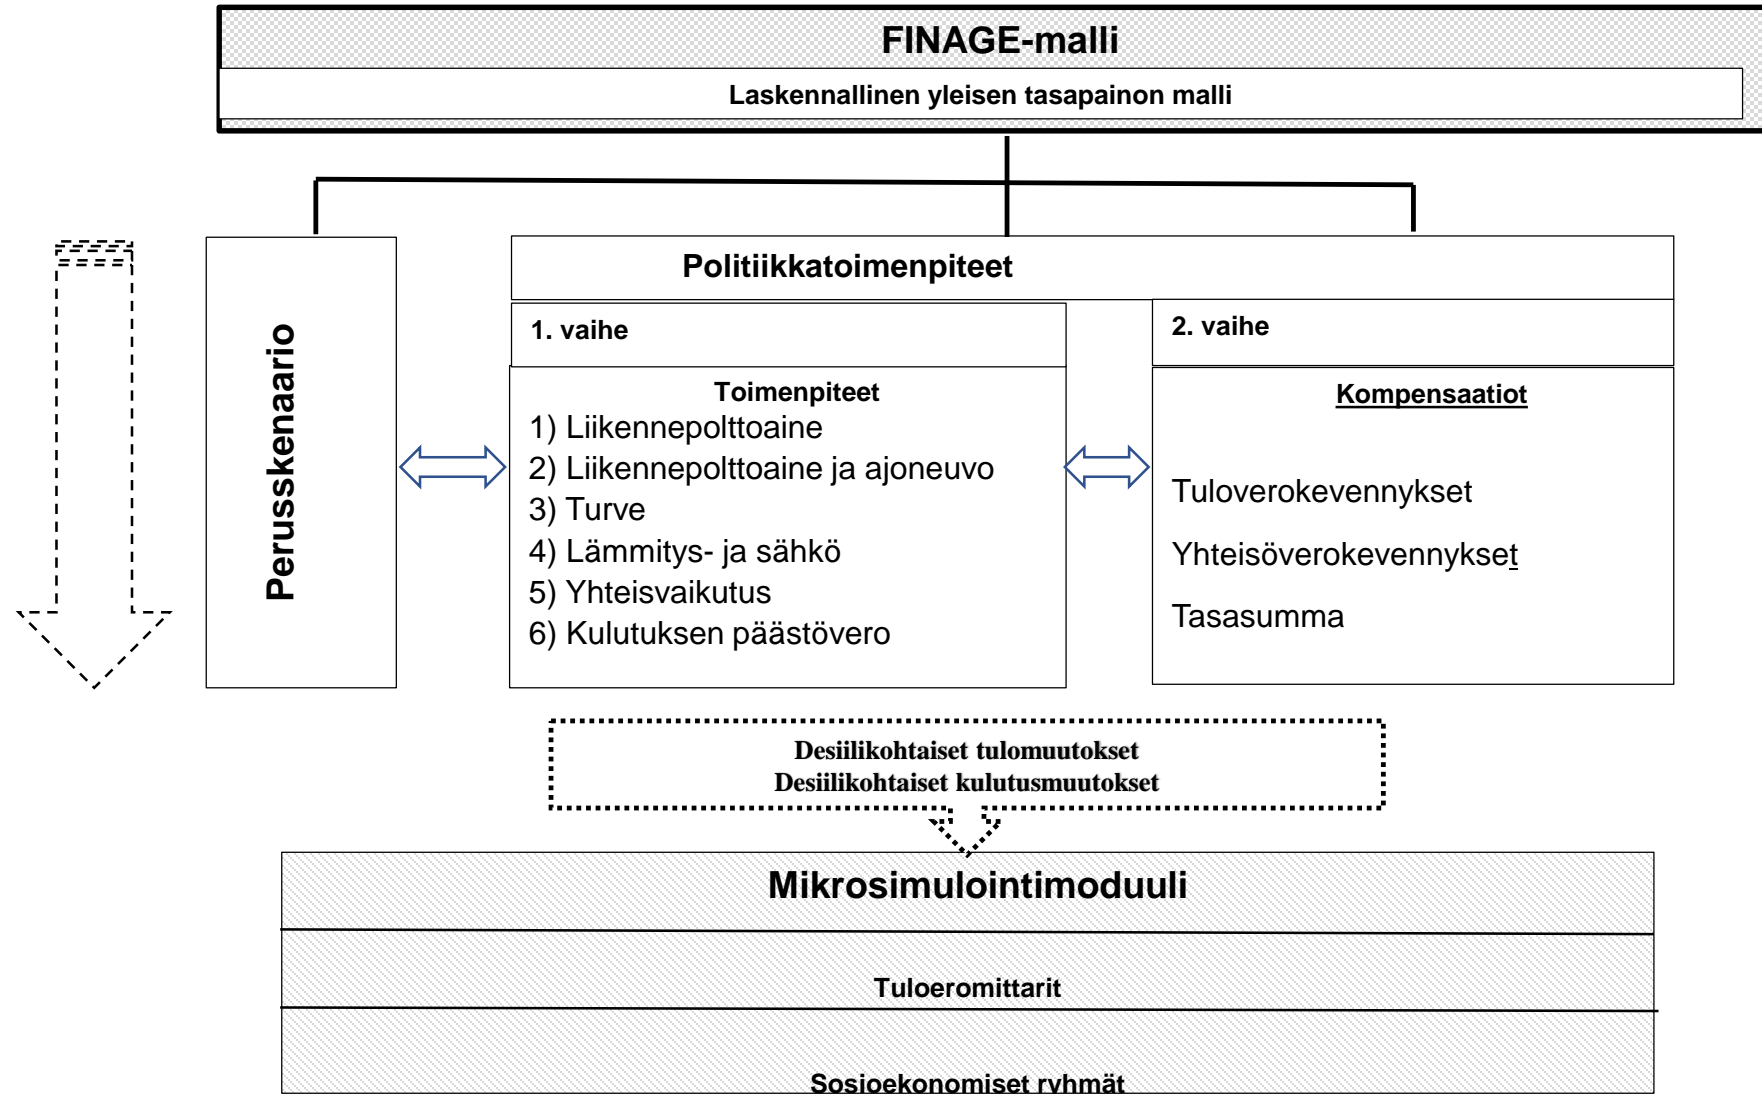 FINAGE-malli
Laskennallinen yleisen tasapainon malli
Perusskenaario
Politiikkatoimenpiteet
1. vaihe
Toimenpiteet
1) Liikennepolttoaine
2) Liikennepolttoaine ja ajoneuvo
3) Turve
4) Lämmitys- ja sähkö
5) Yhteisvaikutus
6) Kulutuksen päästövero
2. vaihe
Kompensaatiot
Tuloverokevennykset
Yhteisöverokevennykset
Tasasumma
Desiilikohtaiset tulomuutokset
Desiilikohtaiset kulutusmuutokset
Mikrosimulointimoduuli
Tuloeromittarit
Sosioekonomiset ryhmät